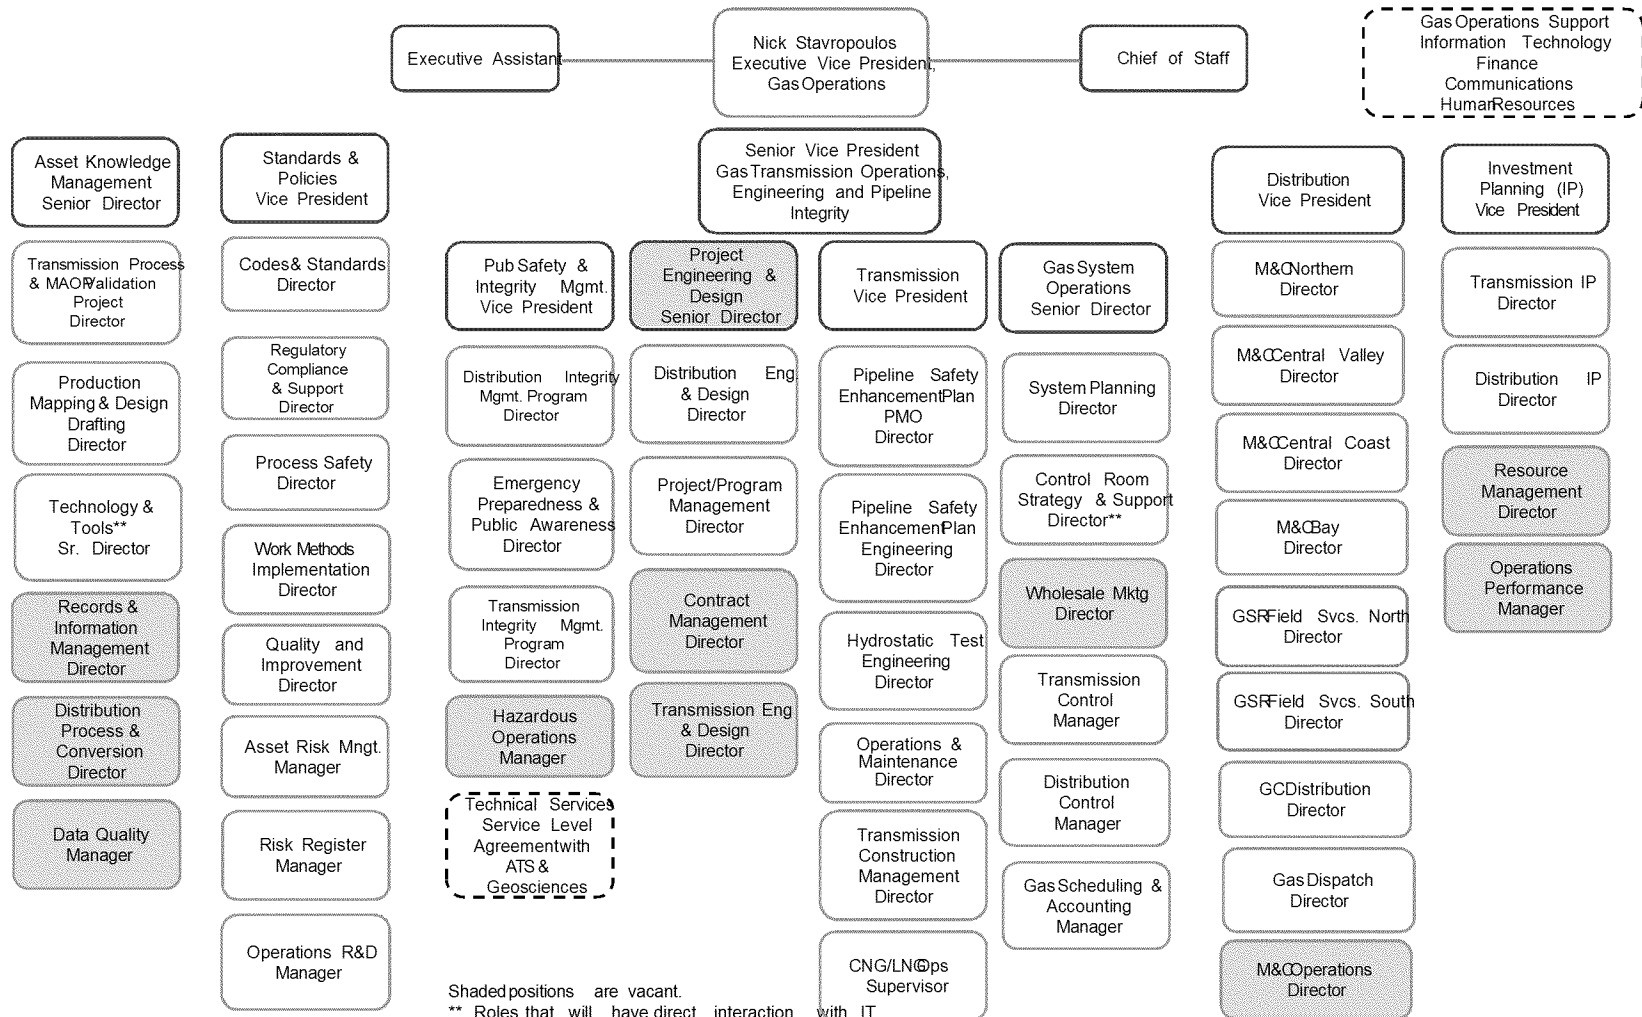 Executive Assistant
Nick Stavropoulos
Executive Vice President,
Gas Operations
Chief of Staff
Gas Operations Support
Information Technology
Finance
Communications
Human Resources
Asset Knowledge
Management
Senior Director
Transmission Process
& MAOP Validation
Project
Director
Production
Mapping & Design
Drafting
Director
Technology &
Tools**
Sr. Director
Records &
Information
Management
Director
Distribution
Process &
Conversion
Director
Data Quality
Manager
Standards &
Policies
Vice President
Codes & Standards
Director
Regulatory
Compliance
& Support
Director
Process Safety
Director
Work Methods
Implementation
Director
Quality and
Improvement
Director
Asset Risk Mngt.
Manager
Risk Register
Manager
Operations R&D
Manager
Senior Vice President
Gas Transmission Operations,
Engineering and Pipeline
Integrity
Pub Safety &
Integrity Mgmt.
Vice President
Distribution Integrity
Mgmt. Program
Director
Emergency
Preparedness &
Public Awareness
Director
Transmission
Integrity Mgmt.
Program
Director
Hazardous
Operations
Manager
Technical Services
Service Level
Agreement with
ATS &
Geosciences
Project
Engineering &
Design
Senior Director
Distribution Eng
& Design
Director
Project/Program
Management
Director
Contract
Management
Director
Transmission Eng
& Design
Director
Transmission
Vice President
Pipeline Safety
Enhancement Plan
PMO
Director
Pipeline Safety
Enhancement Plan
Engineering
Director
Hydrostatic Test
Engineering
Director
Operations &
Maintenance
Director
Transmission
Construction
Management
Director
CNG/LNG Ops
Supervisor
Gas System
Operations
Senior Director
System Planning
Director
Control Room
Strategy & Support
Director**
Wholesale Mktg
Director
Transmission
Control
Manager
Distribution
Control
Manager
Gas Scheduling &
Accounting
Manager
Distribution
Vice President
M&C Northern
Director
M&C Central Valley
Director
M&C Central Coast
Director
M&C Bay
Director
GSR Field Svcs. North
Director
GSR Field Svcs. South
Director
GC Distribution
Director
Gas Dispatch
Director
M&C Operations
Director
Investment
Planning (IP)
Vice President
Transmission IP
Director
Distribution IP
Director
Resource
Management
Director
Operations
Performance
Manager
Shaded positions are vacant.
** Roles that will have direct interaction with IT